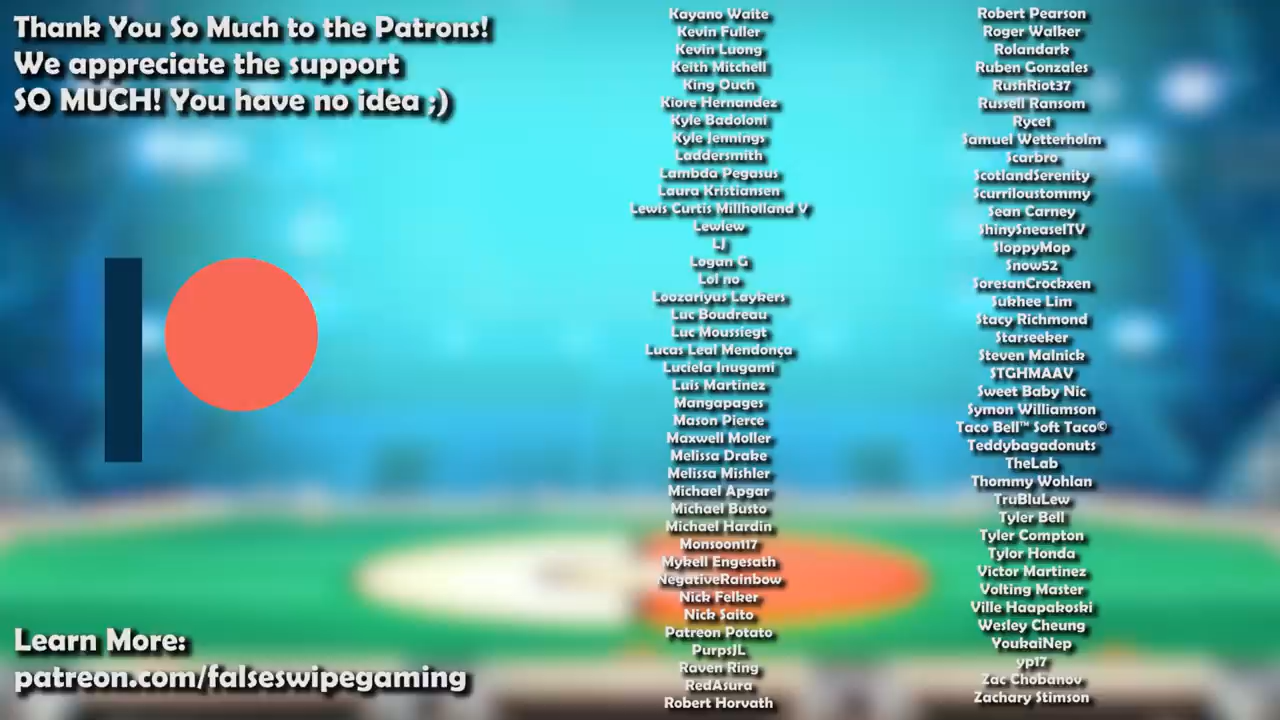 Thank You So Much to the Patrons!
We appreciate the support
SO MUCH! You have no idea ;)
Learn More:
patreon.com/falseswipegaming
Kayano Waite
Kevin Fuller
Kevin Luong
Keith Mitchell
King Ouch
Kiore Hernandez
Kyle Badoloni
Kyle Jennings
Laddersmith
Lambda Pegasus
Laura Kristiansen
Lewis Curtis Millholland V
Lewlew
LJ
Logan G
Lol no
Loozariyus Laykers
Luc Boudreau
Luc Moussiegt
Lucas Leal Mendonça
Luciela Inugami
Luis Martinez
Mangapages
Mason Pierce
Maxwell Moller
Melissa Drake
Melissa Mishler
Michael Apgar
Michael Busto
Michael Hardin
Monsoon117
Mykell Engesath
NegativeRainbow
Nick Felker
Nick Saito
Patreon Potato
PurpsJL
Raven Ring
RedAsura
Robert Horvath
Robert Pearson
Roger Walker
Rolandark
Ruben Gonzales
RushRiot37
Russell Ransom
Ryce1
Samuel Wetterholm
Scarbro
ScotlandSerenity
Scurriloustommy
Sean Carney
ShinySneaselTV
SloppyMop
Snow52
SoresanCrockxen
Sukhee Lim
Stacy Richmond
Starseeker
Steven Malnick
STGHMAAV
Sweet Baby Nic
Symon Williamson
Taco Bell™ Soft Taco©
Teddybagadonuts
TheLab
Thommy Wohlan
TruBluLew
Tyler Bell
Tyler Compton
Tylor Honda
Victor Martinez
Volting Master
Ville Haapakoski
Wesley Cheung
YoukaiNep
yp17
Zac Chobanov
Zachary Stimson